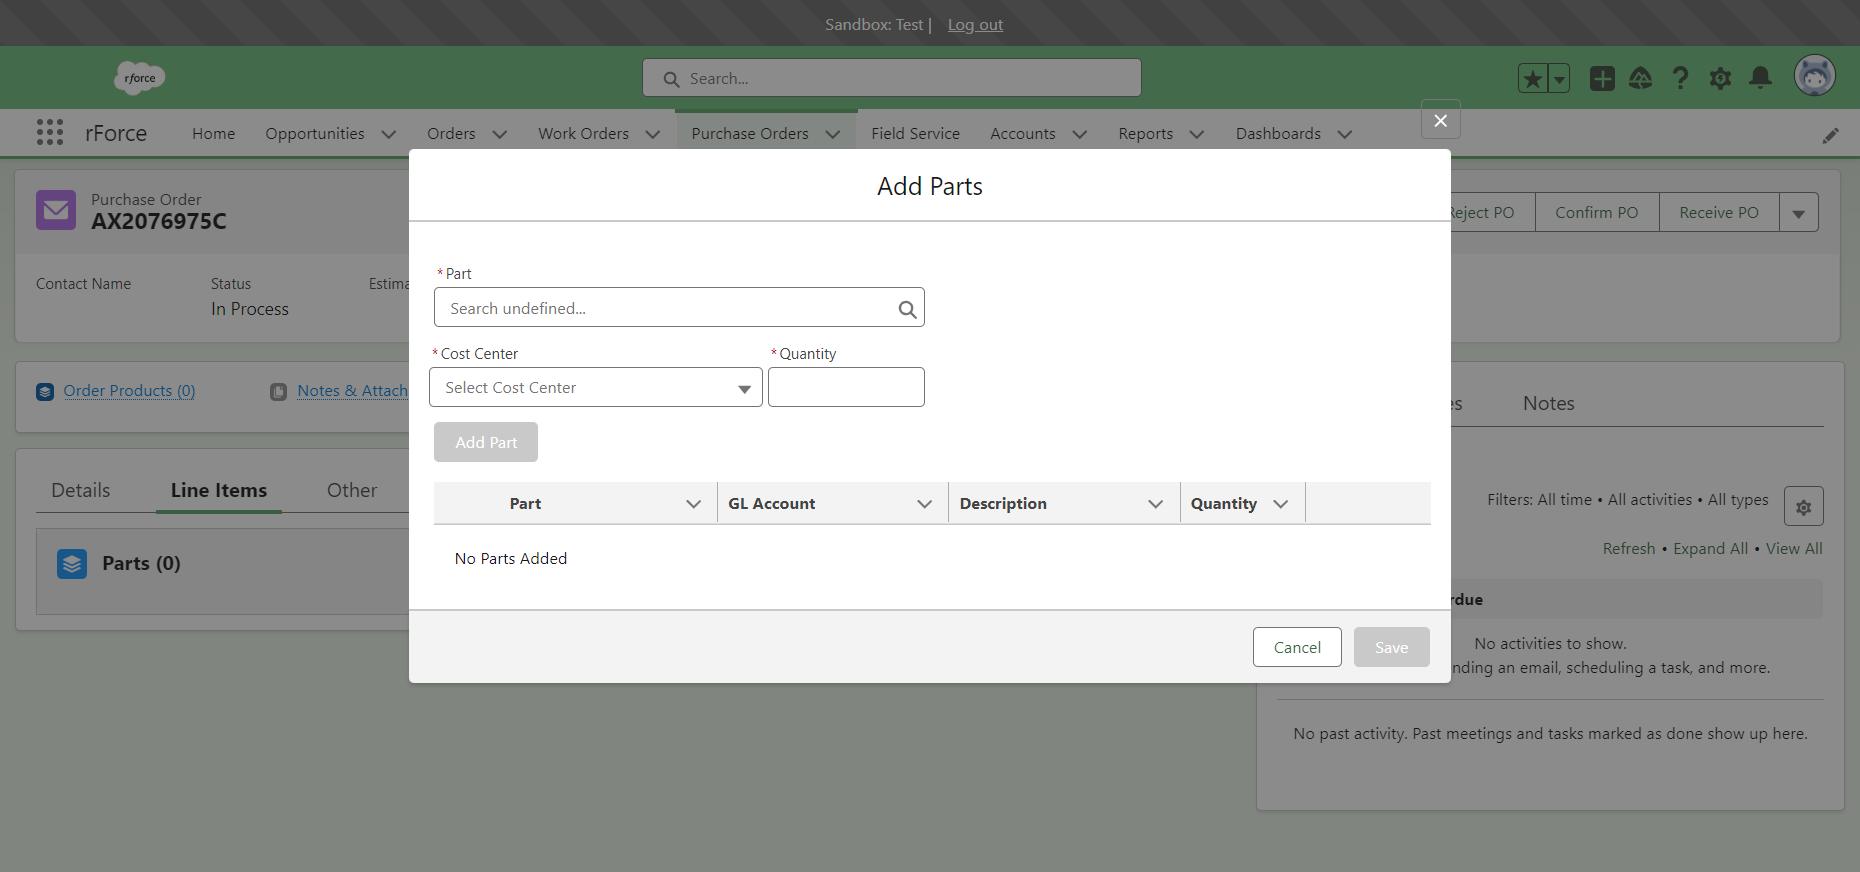 Sandbox: Test | Log out
rforce
Search...
rForce Home Opportunities Orders Work Orders Purchase Orders Field Service Accounts Reports Dashboards
Purchase Order
AX2076975C
Reject PO Confirm PO Receive PO
Contact Name Status Estima
In Process
Order Products (0) Notes & Attach
Details Line Items Other
Parts (0)
Add Parts
* Part
Search undefined...
* Cost Center * Quantity
Select Cost Center
Add Part
Part GL Account Description Quantity
No Parts Added
Cancel Save
es Notes
Filters: All time • All activities • All types
Refresh • Expand All • View All
rdue
No activities to show.
nding an email, scheduling a task, and more.
No past activity. Past meetings and tasks marked as done show up here.